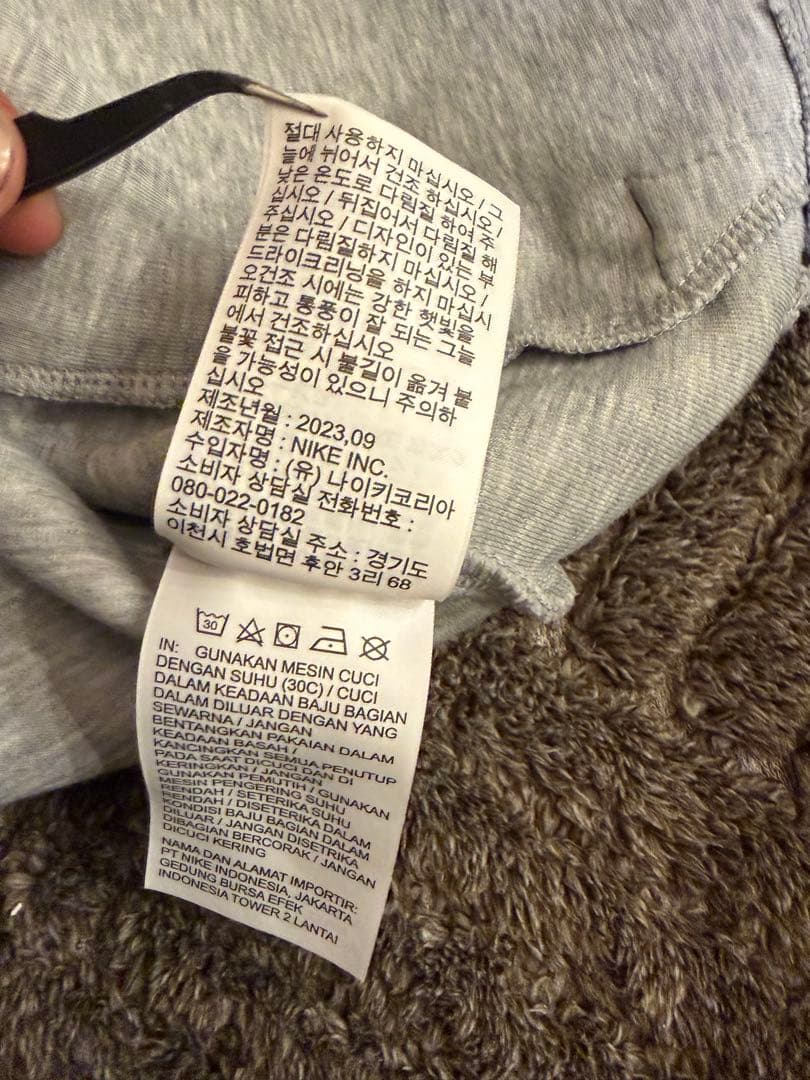 절대 사용하지 마십시오 / 그
늘에 뉘어서 건조 하십시오 /
낮은 온도로 다림질 하여 주
십시오 / 뒤집어서 다림질 해
주십시오 / 디자인이 있는 부
분은 다림질하지 마십시오 /
드라이크리닝을 하지 마십시
오건조 시에는 강한 햇빛을
피하고 통풍이 잘 되는 그늘
에서 건조하십시오
불꽃 접근 시 불길이 옮겨 붙
을 가능성이 있으니 주의하
십시오
제조년월 : 2023,09
제조자명 : NIKE INC.
수입자명 : (유) 나이키코리아
소비자 상담실 전화번호 :
080-022-0182
소비자 상담실 주소 : 경기도
이천시 호법면 후안 3리 68
30
IN: GUNAKAN MESIN CUCI
DENGAN SUHU (30C) / CUCI
DALAM KEADAAN BAJU BAGIAN
DALAM DILUAR DENGAN YANG
SEWARNA / JANGAN
BENTANGKAN PAKAIAN DALAM
KEADAAN BASAH /
KANCINGKAN SEMUA PENUTUP
PADA SAAT DICUCI DAN DI
KERINGKAN / JANGAN
GUNAKAN PEMUTIH / GUNAKAN
MESIN PENGERING SUHU
RENDAH / SETERIKA SUHU
RENDAH / DISETERIKA DALAM
KONDISI BAJU BAGIAN DALAM
DILUAR / JANGAN DISETRIKA
DIBAGIAN BERCORAK / JANGAN
DICUCI KERING
NAMA DAN ALAMAT IMPORTIR:
PT NIKE INDONESIA, JAKARTA
GEDUNG BURSA EFEK
INDONESIA TOWER 2 LANTAI